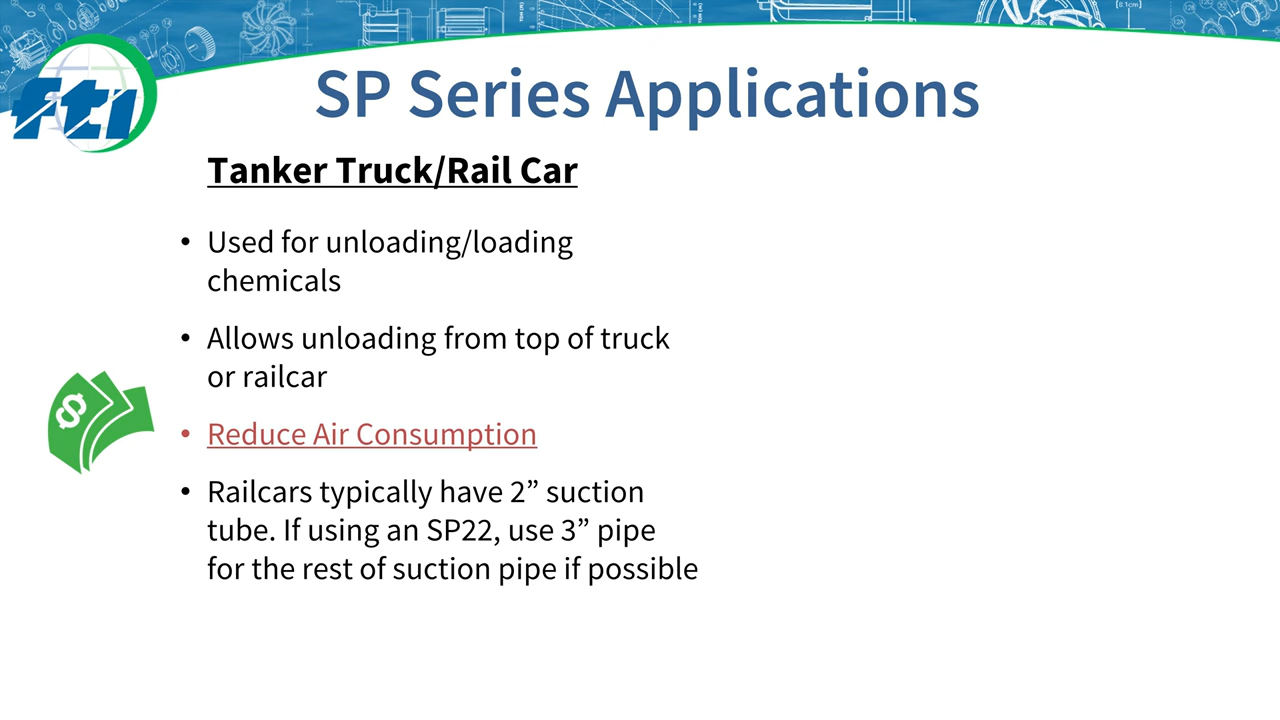 fti
SP Series Applications
Tanker Truck/Rail Car
• Used for unloading/loading
chemicals
• Allows unloading from top of truck
or railcar
$
• Reduce Air Consumption
• Railcars typically have 2” suction
tube. If using an SP22, use 3” pipe
for the rest of suction pipe if possible